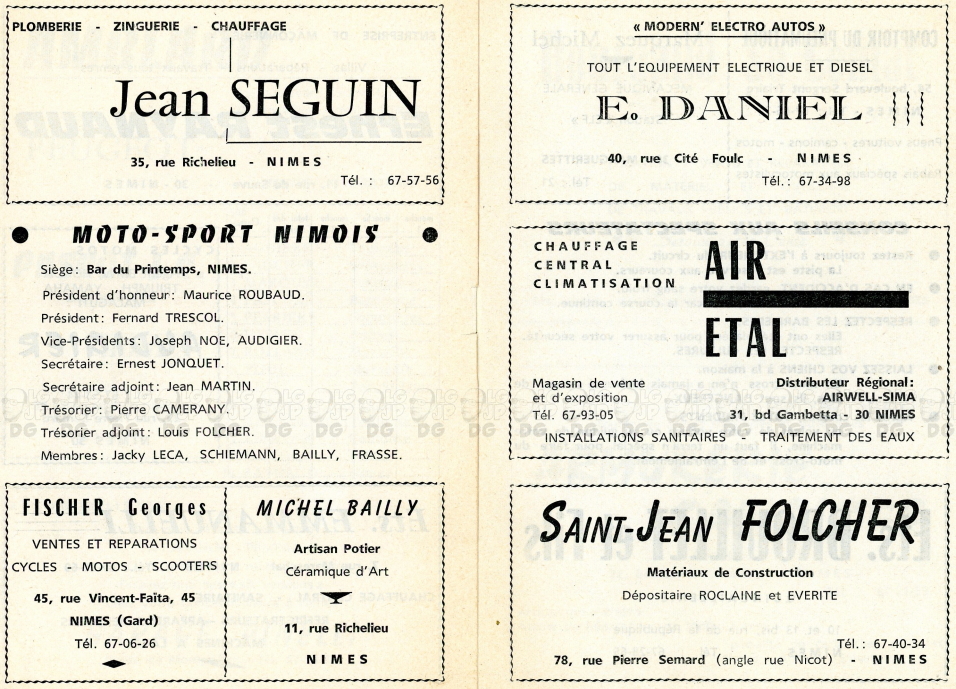 PLOMBERIE - ZINGUERIE - CHAUFFAGE
Jean SEGUIN
35, rue Richelieu - NIMES
Tél. : 67-57-56
MOTO-SPORT NIMOIS
Siège : Bar du Printemps, NIMES.
Président d'honneur : Maurice ROUBAUD.
Président : Fernard TRESCOL.
Vice-Présidents : Joseph NOE, AUDIGIER.
Secrétaire : Ernest JONQUET.
Secrétaire adjoint : Jean MARTIN.
Trésorier : Pierre CAMERANY.
Trésorier adjoint : Louis FOLCHER.
Membres : Jacky LECA, SCHIEMANN, BAILLY, FRASSE.
FISCHER Georges
VENTES ET REPARATIONS
CYCLES - MOTOS - SCOOTERS
45, rue Vincent-Faïta, 45
NIMES (Gard)
Tél. 67-06-26
MICHEL BAILLY
Artisan Potier
Céramique d'Art
11, rue Richelieu
NIMES
« MODERN' ELECTRO AUTOS »
TOUT L'EQUIPEMENT ELECTRIQUE ET DIESEL
E. DANIEL
40, rue Cité Foulc - NIMES
Tél. : 67-34-98
CHAUFFAGE
CENTRAL
CLIMATISATION
AIR
ETAL
Magasin de vente
et d'exposition
Tél. 67-93-05
Distributeur Régional :
AIRWELL-SIMA
31, bd Gambetta - 30 NIMES
INSTALLATIONS SANITAIRES - TRAITEMENT DES EAUX
SAINT-JEAN FOLCHER
Matériaux de Construction
Dépositaire ROCLAINE et EVERITE
Tél. : 67-40-34
78, rue Pierre Semard (angle rue Nicot) - NIMES